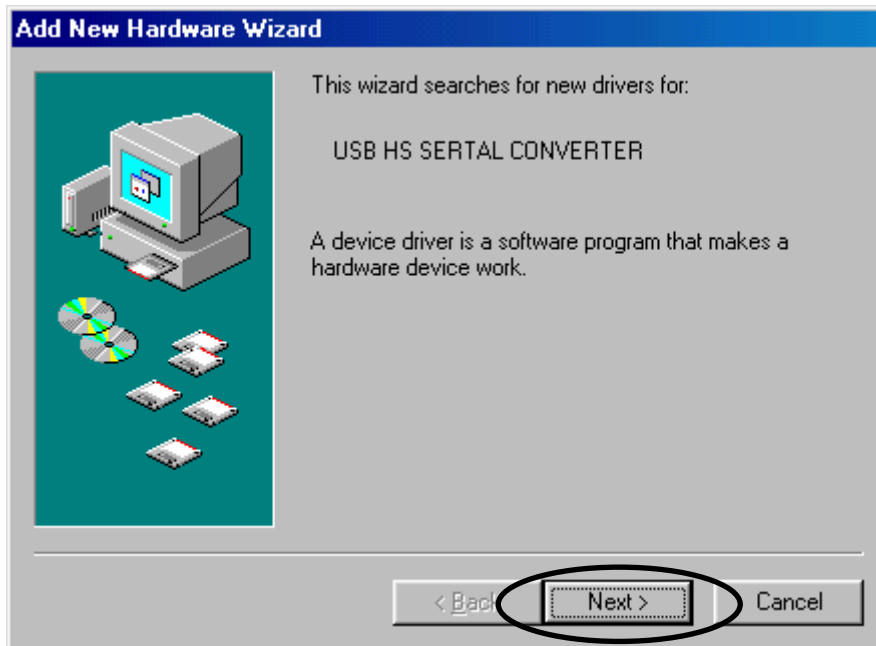 Add New Hardware Wizard
This wizard searches for new drivers for:
USB HS SERTAL CONVERTER
A device driver is a software program that makes a
hardware device work.
< Back
Next >
Cancel